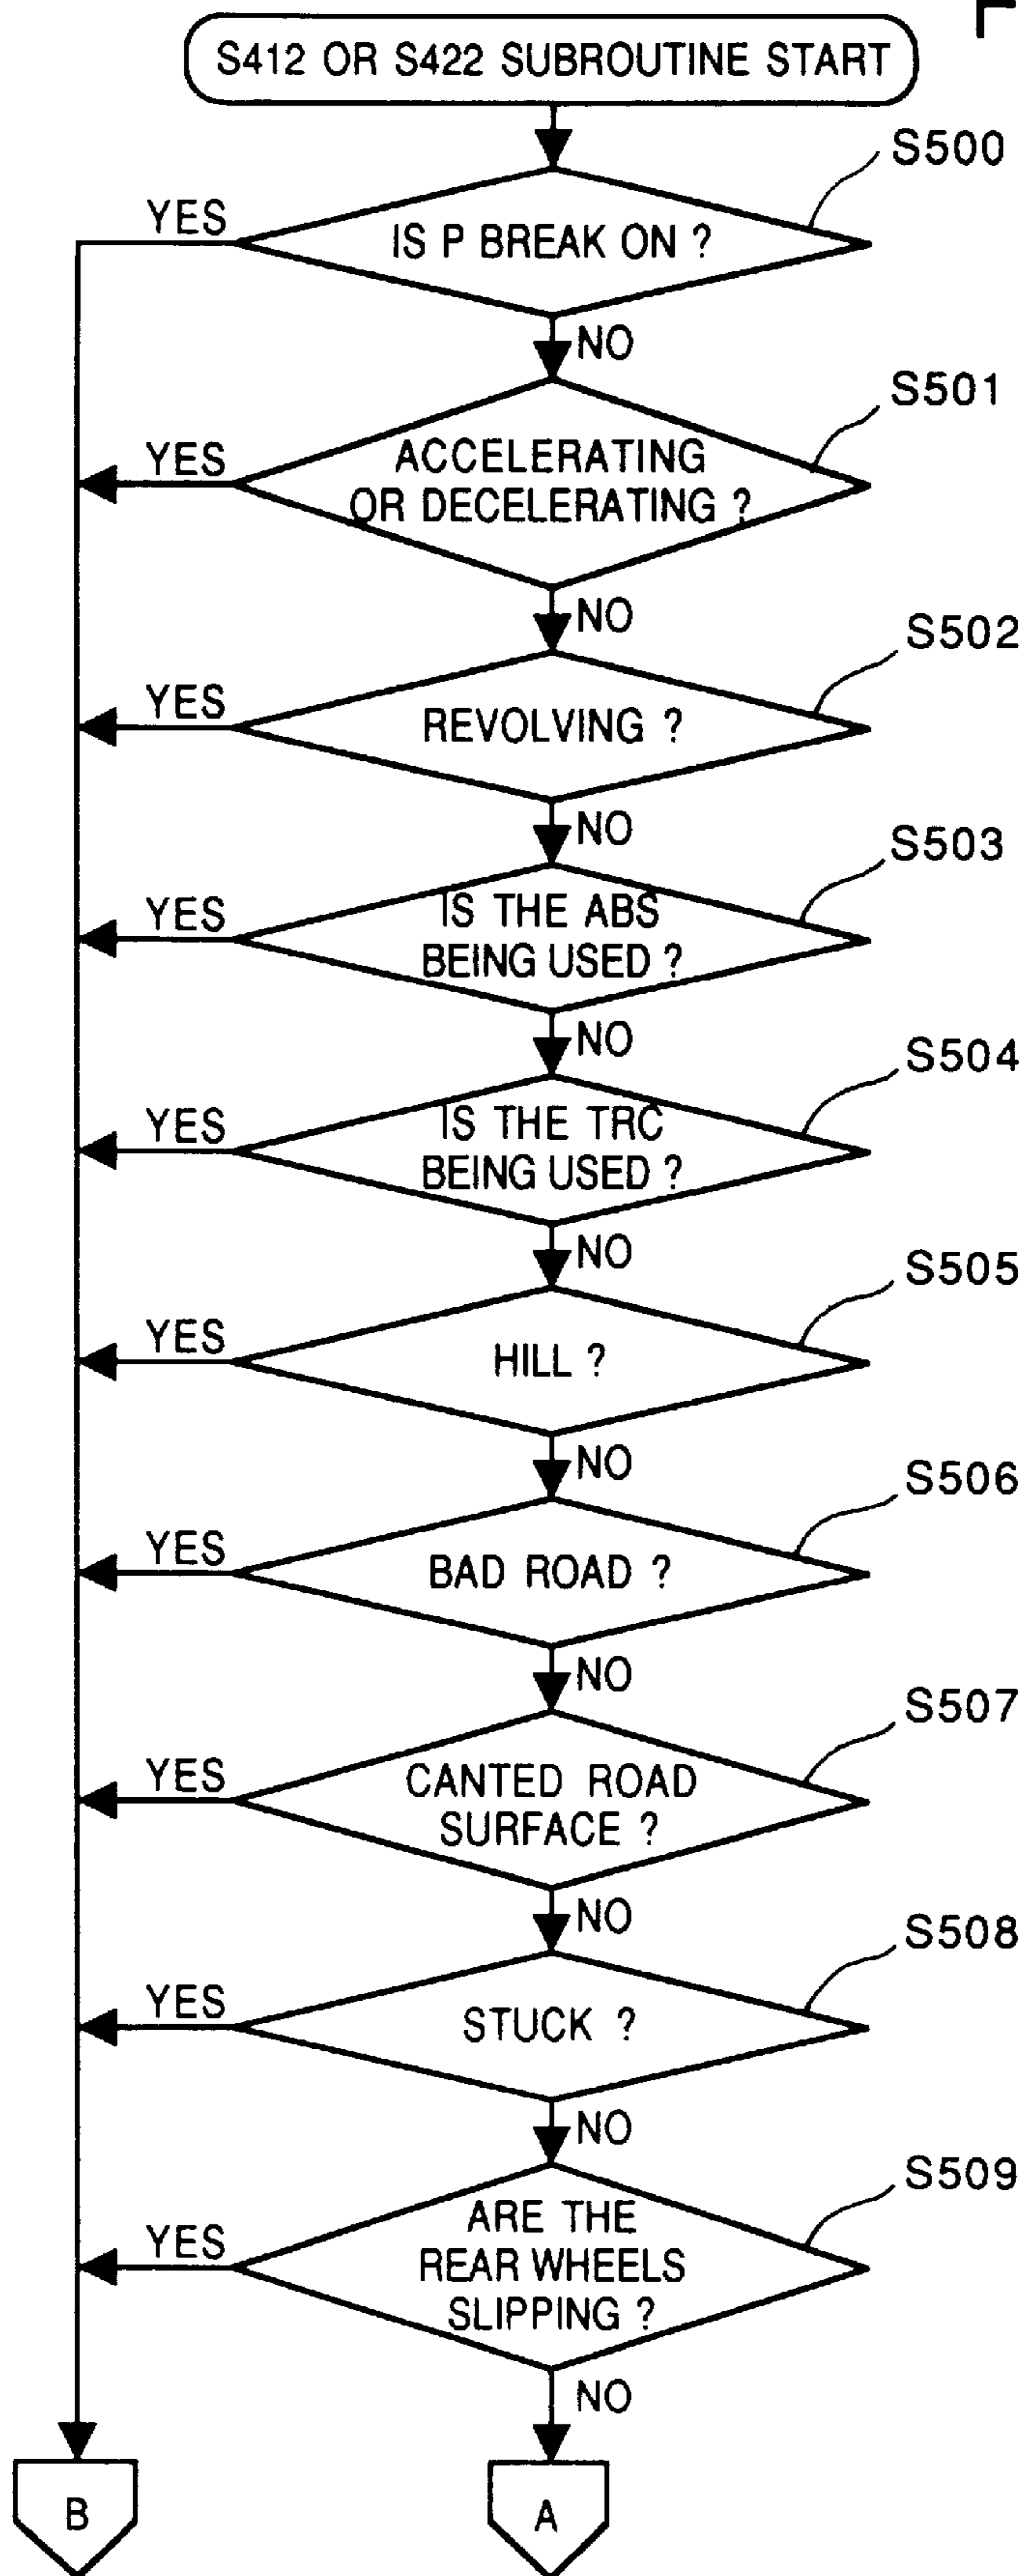 S412 OR S422 SUBROUTINE START
S500
YES
IS P BREAK ON ?
NO
S501
YES
ACCELERATING
OR DECELERATING ?
NO
S502
YES
REVOLVING ?
NO
S503
YES
IS THE ABS
BEING USED ?
NO
S504
YES
IS THE TRC
BEING USED ?
NO
S505
YES
HILL ?
NO
S506
YES
BAD ROAD ?
NO
S507
YES
CANTED ROAD
SURFACE ?
NO
S508
YES
STUCK ?
NO
S509
YES
ARE THE
REAR WHEELS
SLIPPING ?
NO
B
A